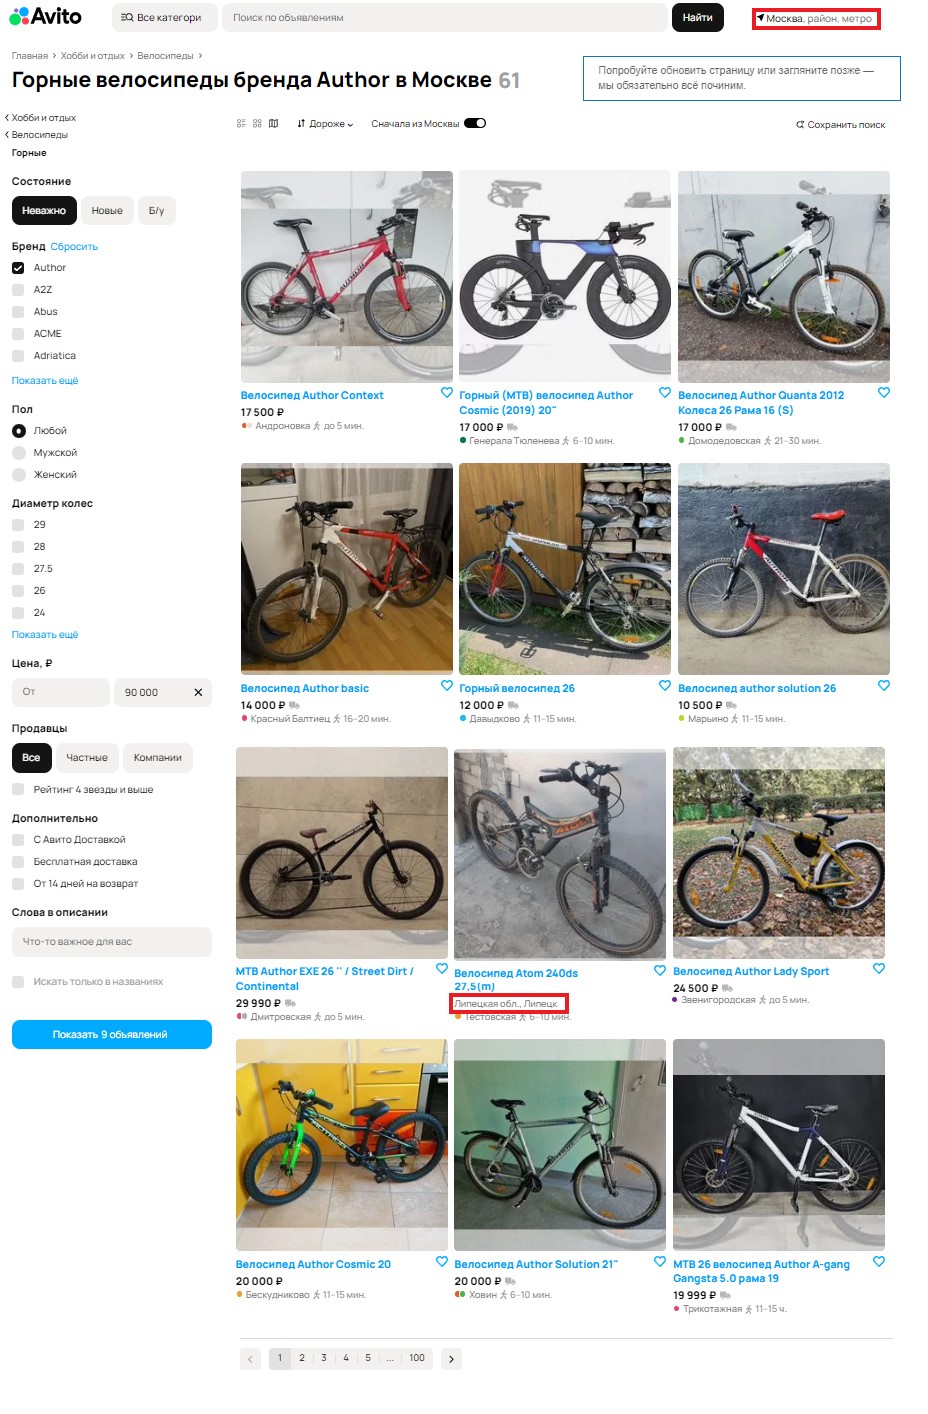 Avito
Все категори
Поиск по объявлениям
Найти
Москва, район, метро
Главная > Хобби и отдых > Велосипеды >
Горные велосипеды бренда Author в Москве 61
Попробуйте обновить страницу или загляните позже —
мы обязательно всё починим.
Хобби и отдых
Велосипеды
Горные
Дороже
Сначала из Москвы
Сохранить поиск
Состояние
Неважно
Новые
Б/у
Бренд Сбросить
Author
A2Z
Abus
ACME
Adriatica
Показать ещё
Пол
Любой
Мужской
Женский
Диаметр колес
29
28
27.5
26
24
Показать ещё
Цена, ₽
От
90 000
Продавцы
Все
Частные
Компании
Рейтинг 4 звезды и выше
Дополнительно
С Авито Доставкой
Бесплатная доставка
От 14 дней на возврат
Слова в описании
Что-то важное для вас
Искать только в названиях
Показать 9 объявлений
Велосипед Author Context
17 500 ₽
Андроновка до 5 мин.
Горный (MTB) велосипед Author
Cosmic (2019) 20"
17 000 ₽
Генерала Тюленева 6–10 мин.
Велосипед Author Quanta 2012
Колеса 26 Рама 16 (S)
17 000 ₽
Домодедовская 21–30 мин.
Велосипед Author basic
14 000 ₽
Красный Балтиец 16–20 мин.
Горный велосипед 26
12 000 ₽
Давыдково 11–15 мин.
Велосипед author solution 26
10 500 ₽
Марьино 11–15 мин.
MTB Author EXE 26 '' / Street Dirt /
Continental
29 990 ₽
Дмитровская до 5 мин.
Велосипед Atom 240ds
27,5(m)
Липецкая обл., Липецк
Тестовская 6–10 мин.
Велосипед Author Lady Sport
24 500 ₽
Звенигородская до 5 мин.
Велосипед Author Cosmic 20
20 000 ₽
Бескудниково 11–15 мин.
Велосипед Author Solution 21"
20 000 ₽
Ховин 6–10 мин.
MTB 26 велосипед Author A-gang
Gangsta 5.0 рама 19
19 999 ₽
Трикотажная 11–15 ч.
1 2 3 4 5 ... 100